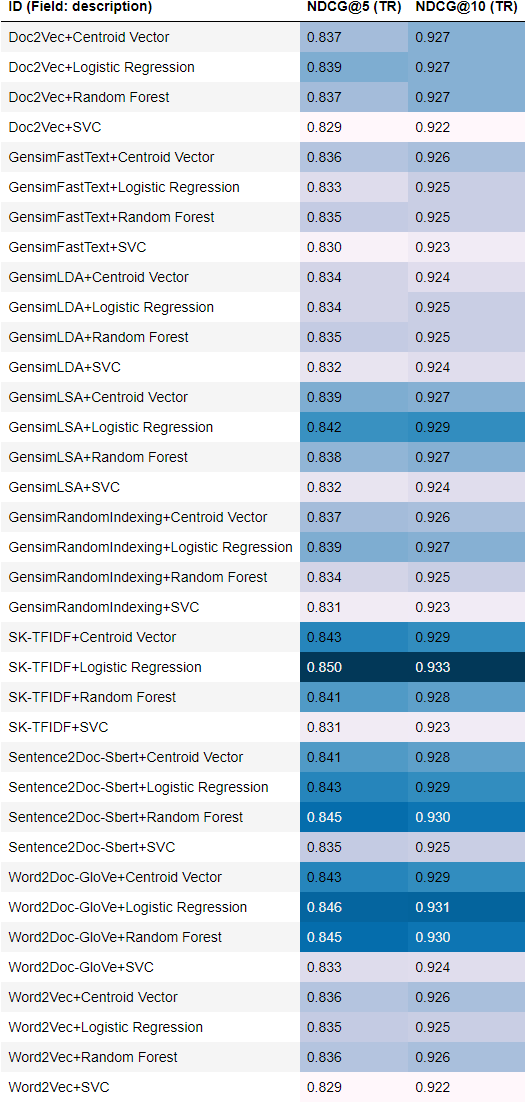 ID (Field: description) NDCG@5 (TR) NDCG@10 (TR)
Doc2Vec+Centroid Vector 0.837 0.927
Doc2Vec+Logistic Regression 0.839 0.927
Doc2Vec+Random Forest 0.837 0.927
Doc2Vec+SVC 0.829 0.922
GensimFastText+Centroid Vector 0.836 0.926
GensimFastText+Logistic Regression 0.833 0.925
GensimFastText+Random Forest 0.835 0.925
GensimFastText+SVC 0.830 0.923
GensimLDA+Centroid Vector 0.834 0.924
GensimLDA+Logistic Regression 0.834 0.925
GensimLDA+Random Forest 0.835 0.925
GensimLDA+SVC 0.832 0.924
GensimLSA+Centroid Vector 0.839 0.927
GensimLSA+Logistic Regression 0.842 0.929
GensimLSA+Random Forest 0.838 0.927
GensimLSA+SVC 0.832 0.924
GensimRandomIndexing+Centroid Vector 0.837 0.926
GensimRandomIndexing+Logistic Regression 0.839 0.927
GensimRandomIndexing+Random Forest 0.834 0.925
GensimRandomIndexing+SVC 0.831 0.923
SK-TFIDF+Centroid Vector 0.843 0.929
SK-TFIDF+Logistic Regression 0.850 0.933
SK-TFIDF+Random Forest 0.841 0.928
SK-TFIDF+SVC 0.831 0.923
Sentence2Doc-Sbert+Centroid Vector 0.841 0.928
Sentence2Doc-Sbert+Logistic Regression 0.843 0.929
Sentence2Doc-Sbert+Random Forest 0.845 0.930
Sentence2Doc-Sbert+SVC 0.835 0.925
Word2Doc-GloVe+Centroid Vector 0.843 0.929
Word2Doc-GloVe+Logistic Regression 0.846 0.931
Word2Doc-GloVe+Random Forest 0.845 0.930
Word2Doc-GloVe+SVC 0.833 0.924
Word2Vec+Centroid Vector 0.836 0.926
Word2Vec+Logistic Regression 0.835 0.925
Word2Vec+Random Forest 0.836 0.926
Word2Vec+SVC 0.829 0.922